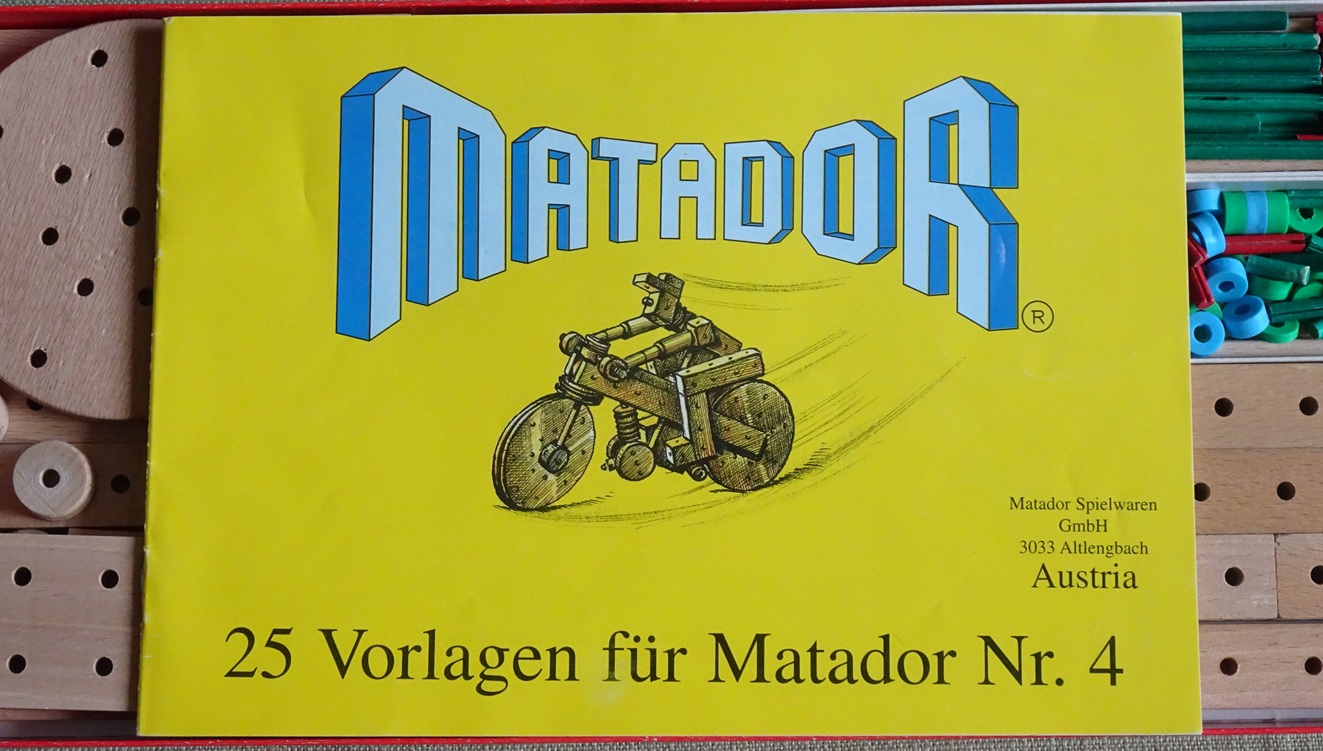 MATADOR ®
Matador Spielwaren
GmbH
3033 Altlengbach
Austria
25 Vorlagen für Matador Nr. 4